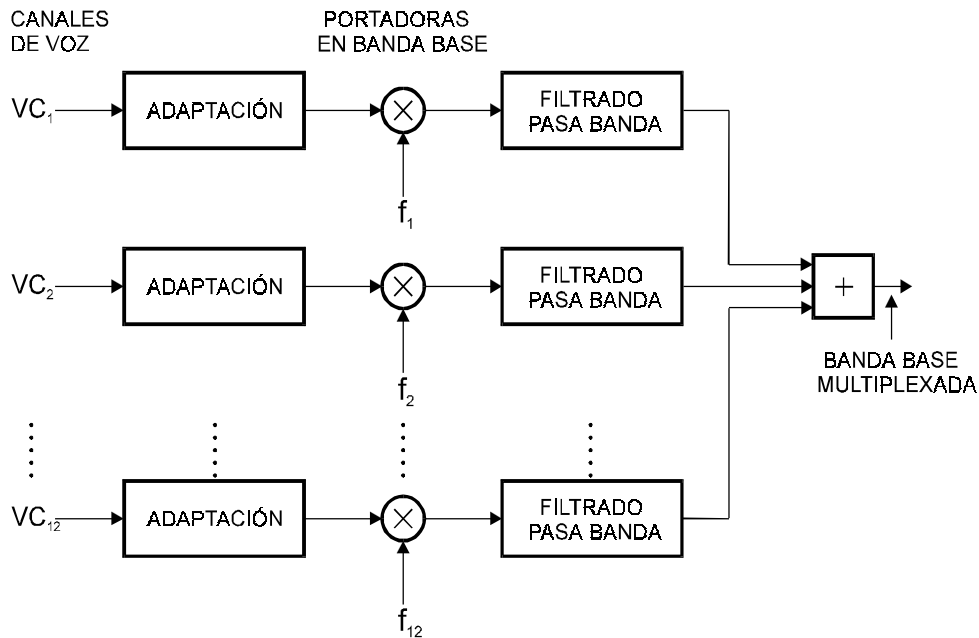 CANALES
DE VOZ
PORTADORAS
EN BANDA BASE
VC₁
ADAPTACIÓN
×
FILTRADO
PASA BANDA
f₁
VC₂
ADAPTACIÓN
×
FILTRADO
PASA BANDA
+
f₂
BANDA BASE
MULTIPLEXADA
VC₁₂
ADAPTACIÓN
×
FILTRADO
PASA BANDA
f₁₂